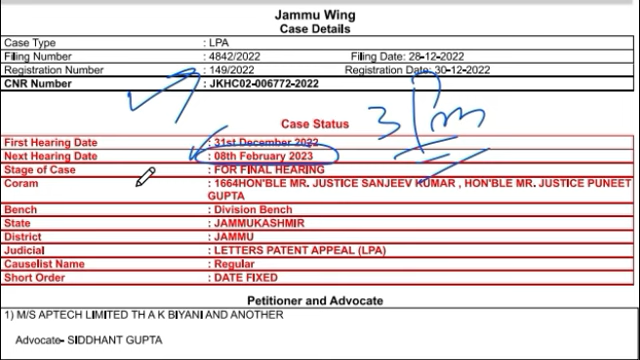 Jammu Wing
Case Details
Case Type : LPA
Filing Number : 4842/2022 Filing Date: 28-12-2022
Registration Number : 149/2022 Registration Date: 30-12-2022
CNR Number : JKHC02-006772-2022
Case Status
First Hearing Date : 31st December 2022
Next Hearing Date : 08th February 2023
Stage of Case : FOR FINAL HEARING
Coram : 1664HON'BLE MR. JUSTICE SANJEEV KUMAR , HON'BLE MR. JUSTICE PUNEET
GUPTA
Bench : Division Bench
State : JAMMUKASHMIR
District : JAMMU
Judicial : LETTERS PATENT APPEAL (LPA)
Causelist Name : Regular
Short Order : DATE FIXED
Petitioner and Advocate
1) M/S APTECH LIMITED TH A K BIYANI AND ANOTHER
Advocate- SIDDHANT GUPTA